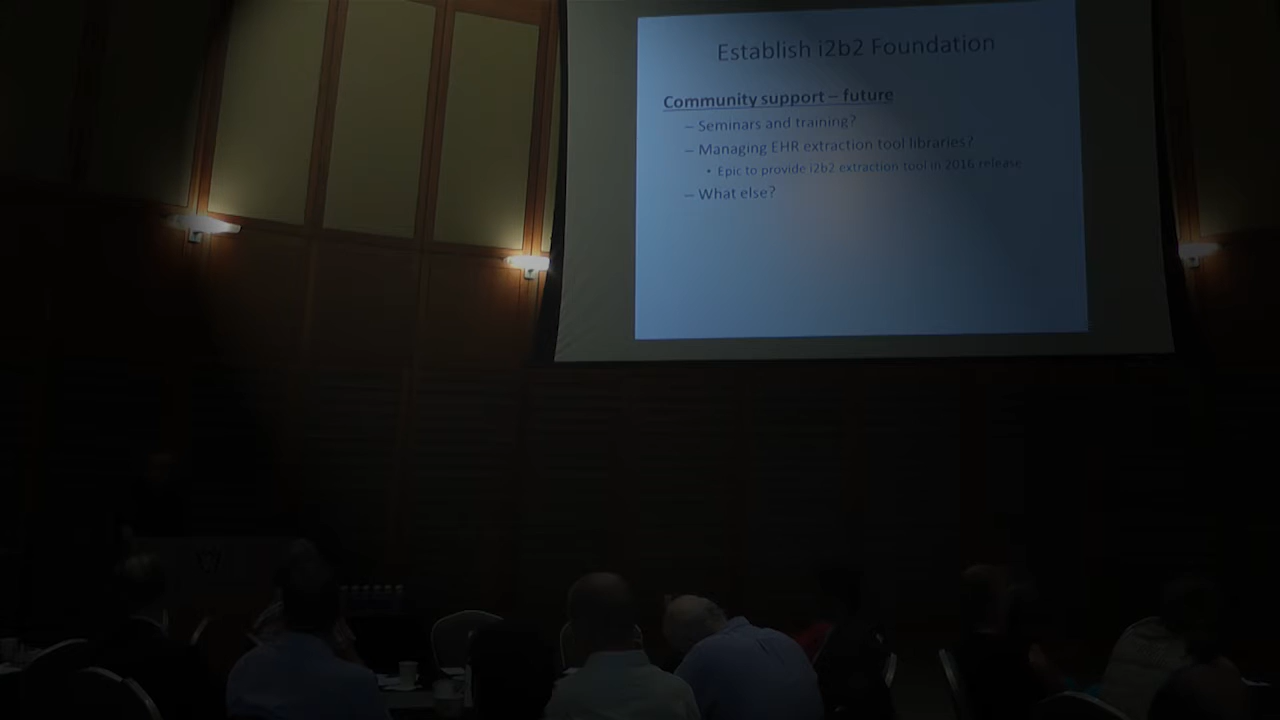 Establish i2b2 Foundation
Community support – future
– Seminars and training?
– Managing EHR extraction tool libraries?
• Epic to provide i2b2 extraction tool in 2016 release
– What else?